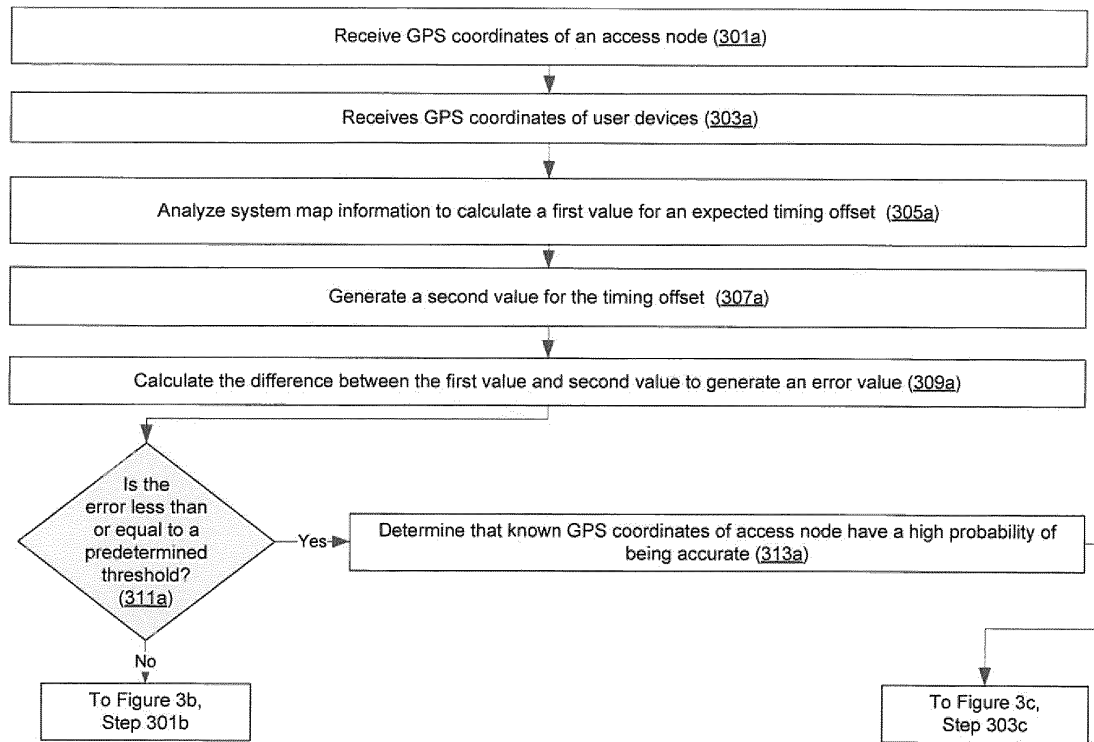 Receive GPS coordinates of an access node (301a)
Receives GPS coordinates of user devices (303a)
Analyze system map information to calculate a first value for an expected timing offset (305a)
Generate a second value for the timing offset (307a)
Calculate the difference between the first value and second value to generate an error value (309a)
Is the
error less than
or equal to a
predetermined
threshold?
(311a)
Yes
Determine that known GPS coordinates of access node have a high probability of
being accurate (313a)
No
To Figure 3b,
Step 301b
To Figure 3c,
Step 303c